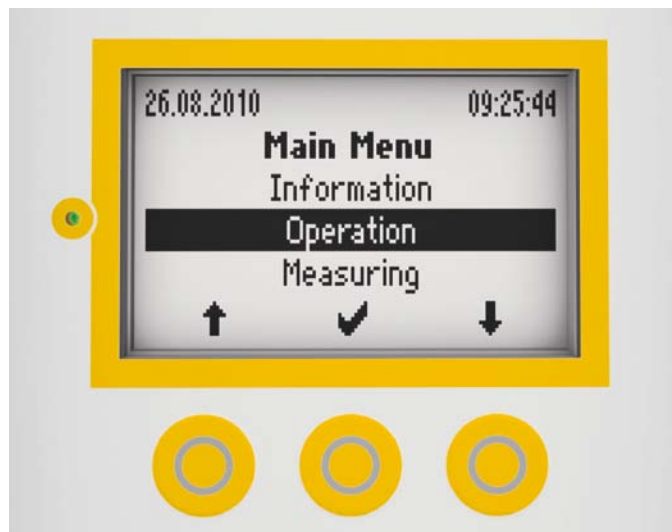 26.08.2010 09:25:44
Main Menu
Information
Operation
Measuring